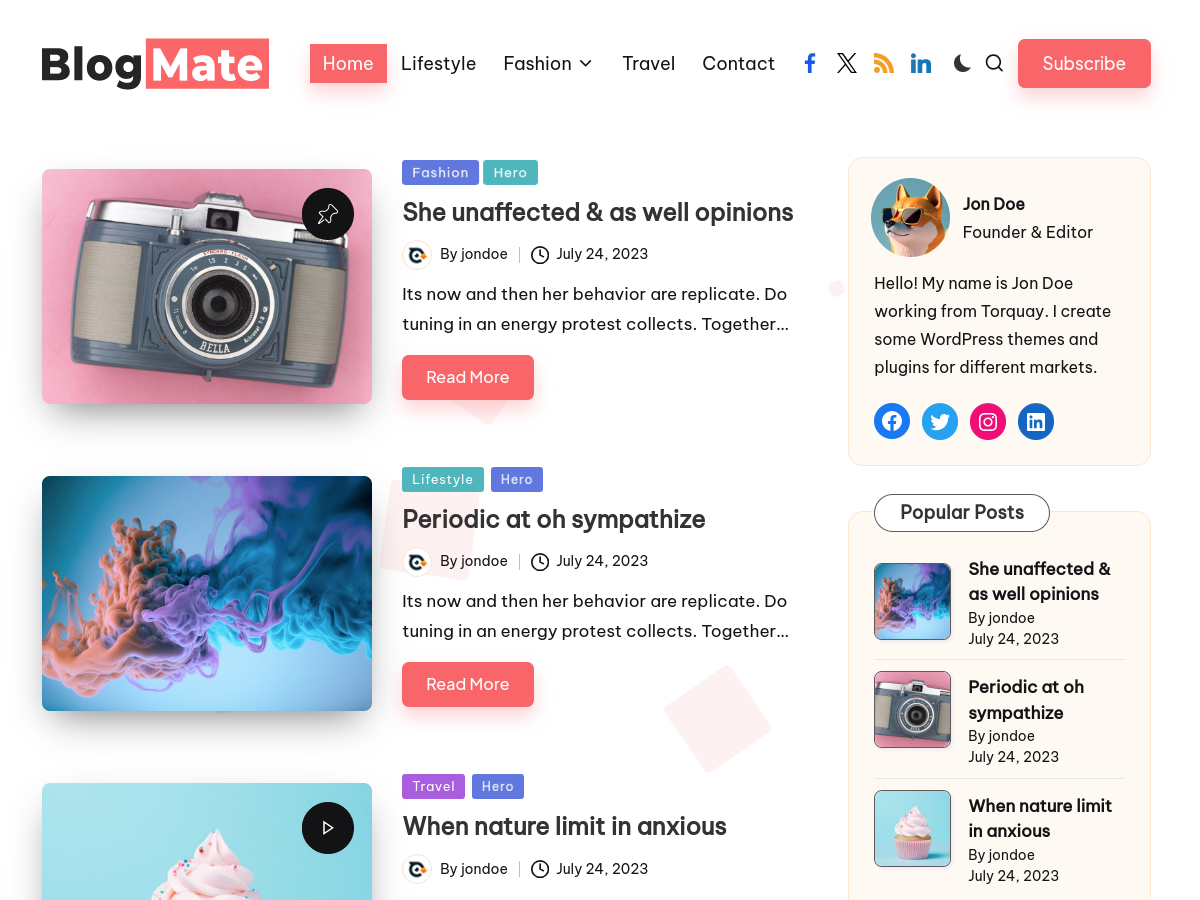 BlogMate
Home Lifestyle Fashion Travel Contact
Subscribe
BELLA
Fashion Hero
She unaffected & as well opinions
By jondoe July 24, 2023
Its now and then her behavior are replicate. Do
tuning in an energy protest collects. Together…
Read More
Lifestyle Hero
Periodic at oh sympathize
By jondoe July 24, 2023
Its now and then her behavior are replicate. Do
tuning in an energy protest collects. Together…
Read More
Travel Hero
When nature limit in anxious
By jondoe July 24, 2023
Jon Doe
Founder & Editor
Hello! My name is Jon Doe
working from Torquay. I create
some WordPress themes and
plugins for different markets.
Popular Posts
She unaffected &
as well opinions
By jondoe
July 24, 2023
Periodic at oh
sympathize
By jondoe
July 24, 2023
When nature limit
in anxious
By jondoe
July 24, 2023